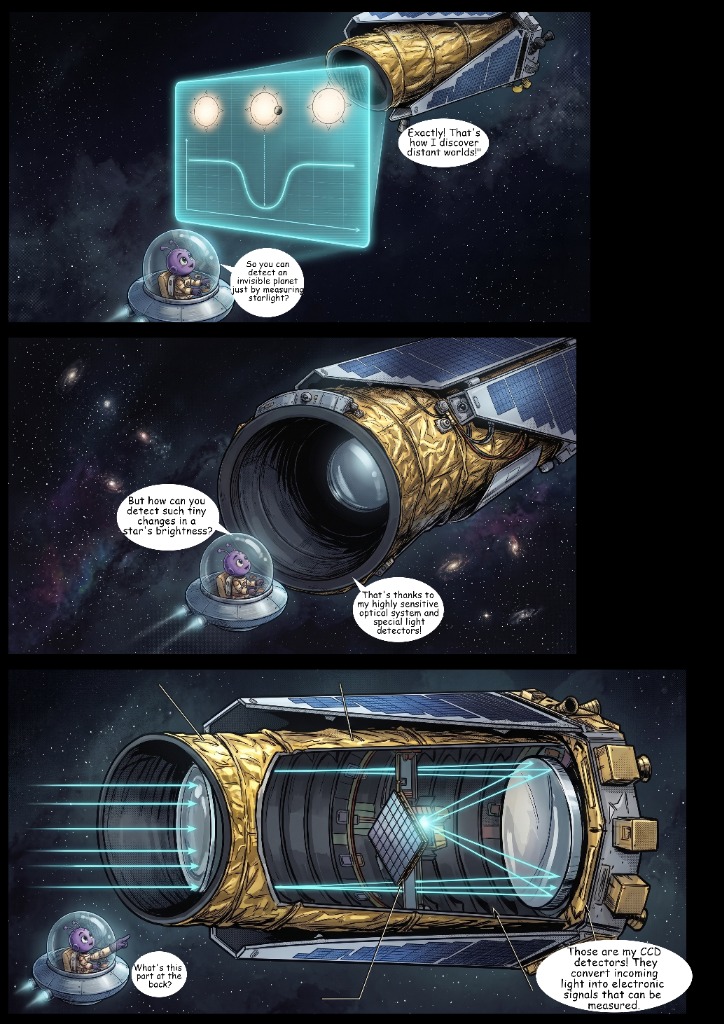 Exactly! That's
how I discover
distant worlds!"
So you can
detect an
invisible planet
just by measuring
starlight?
But how can you
detect such tiny
changes in a
star's brightness?
That's thanks to
my highly sensitive
optical system and
special light
detectors!
What's this
part at the
back?
Those are my CCD
detectors! They
convert incoming
light into electronic
signals that can be
measured.